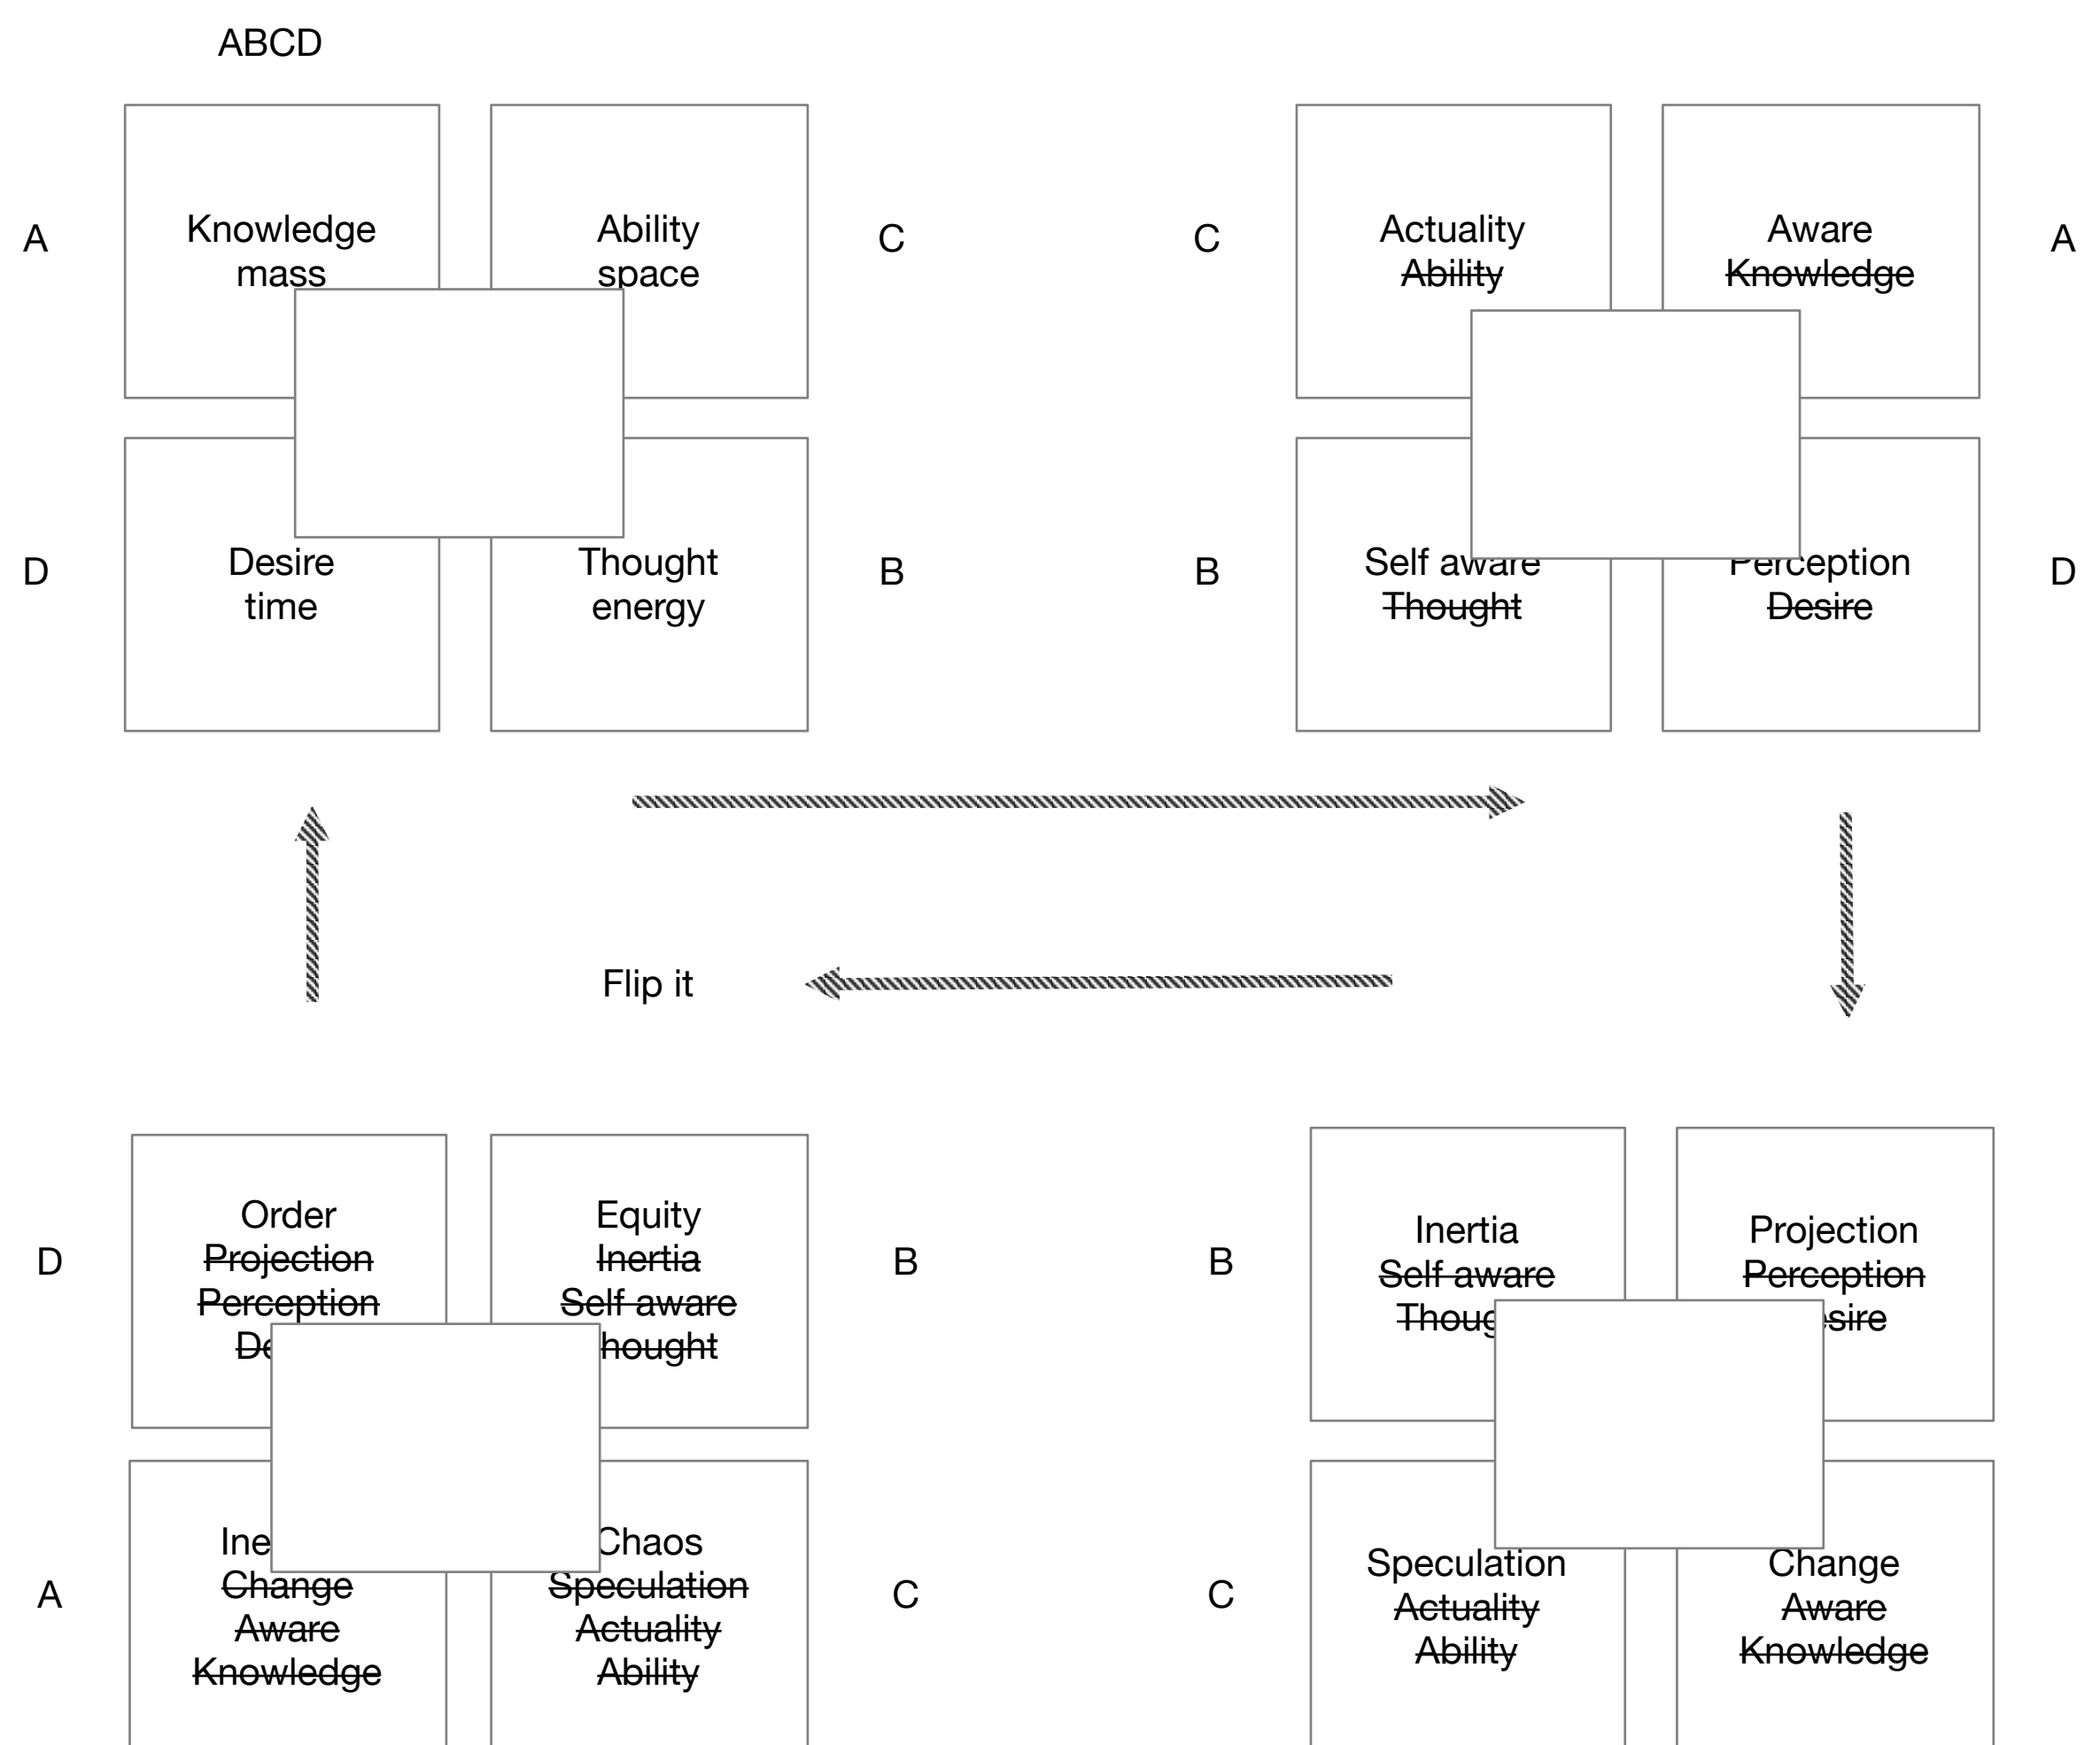 ABCD
A
Knowledge
mass
Ability
space
C
C
Actuality
Ability
Aware
Knowledge
A
D
Desire
time
Thought
energy
B
B
Self aware
Thought
Perception
Desire
D
Flip it
D
Order
Projection
Perception
Equity
Inertia
Self aware
B
B
Inertia
Self aware
Projection
Perception
A
Change
Aware
Knowledge
Chaos
Speculation
Actuality
Ability
C
C
Speculation
Actuality
Ability
Change
Aware
Knowledge